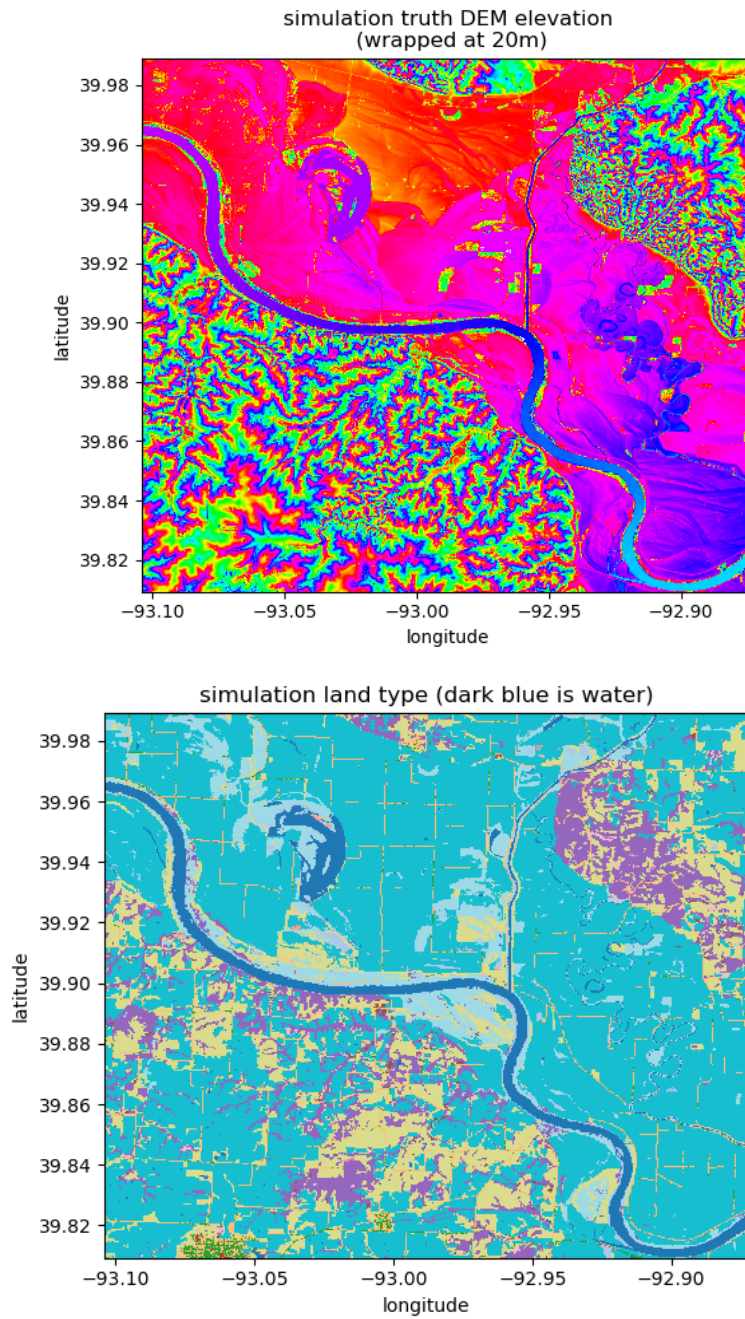 simulation truth DEM elevation
(wrapped at 20m)
39.98
39.96
39.94
39.92
39.90
39.88
39.86
39.84
39.82
latitude
−93.10 −93.05 −93.00 −92.95 −92.90
longitude
simulation land type (dark blue is water)
39.98
39.96
39.94
39.92
39.90
39.88
39.86
39.84
39.82
latitude
−93.10 −93.05 −93.00 −92.95 −92.90
longitude